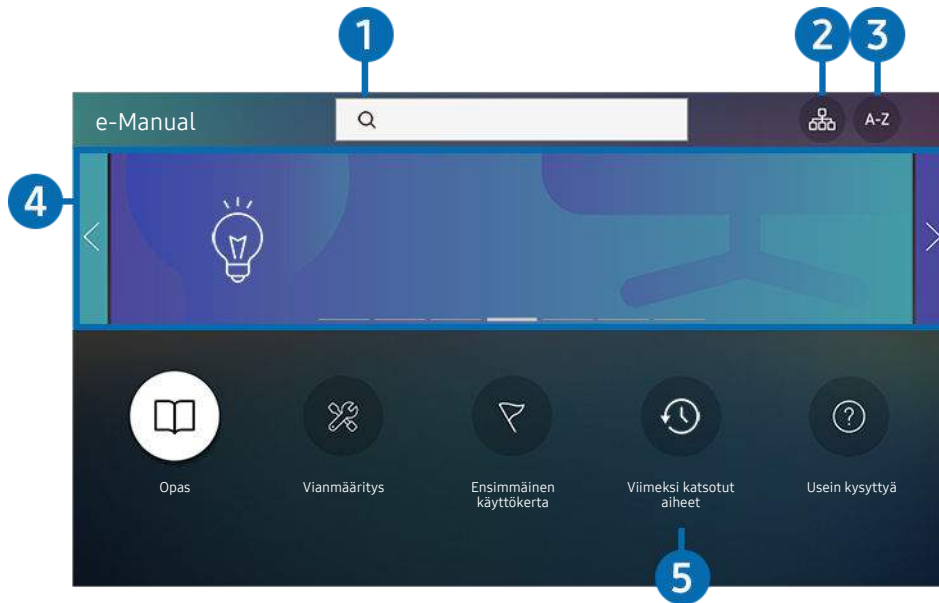 1
2
3
e-Manual
A-Z
4
Opas
Vianmääritys
Ensimmäinen
käyttökerta
Viimeksi katsotut
aiheet
Usein kysyttyä
5